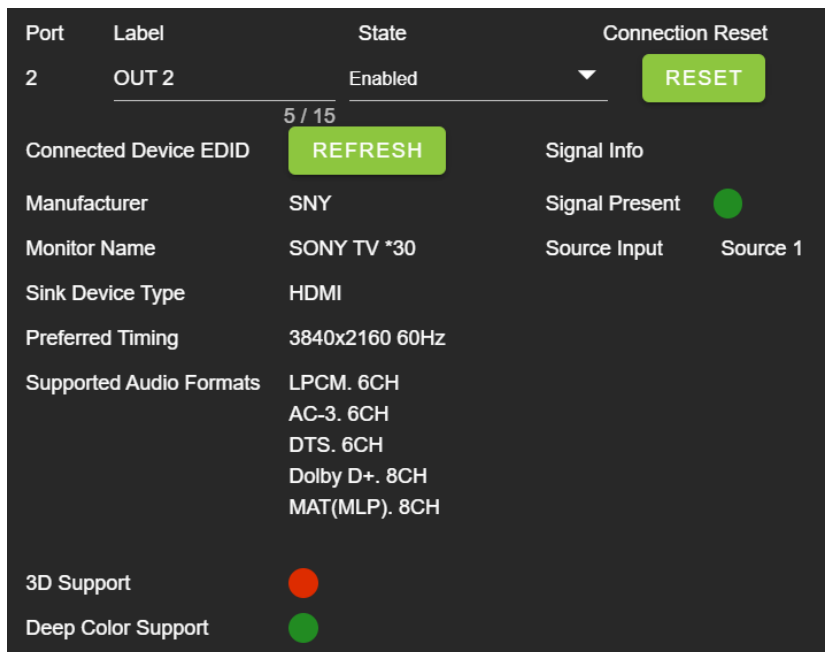 Port Label State Connection Reset
2 OUT 2 Enabled RESET
5 / 15
Connected Device EDID REFRESH Signal Info
Manufacturer SNY Signal Present
Monitor Name SONY TV *30 Source Input Source 1
Sink Device Type HDMI
Preferred Timing 3840x2160 60Hz
Supported Audio Formats LPCM. 6CH
AC-3. 6CH
DTS. 6CH
Dolby D+. 8CH
MAT(MLP). 8CH
3D Support
Deep Color Support